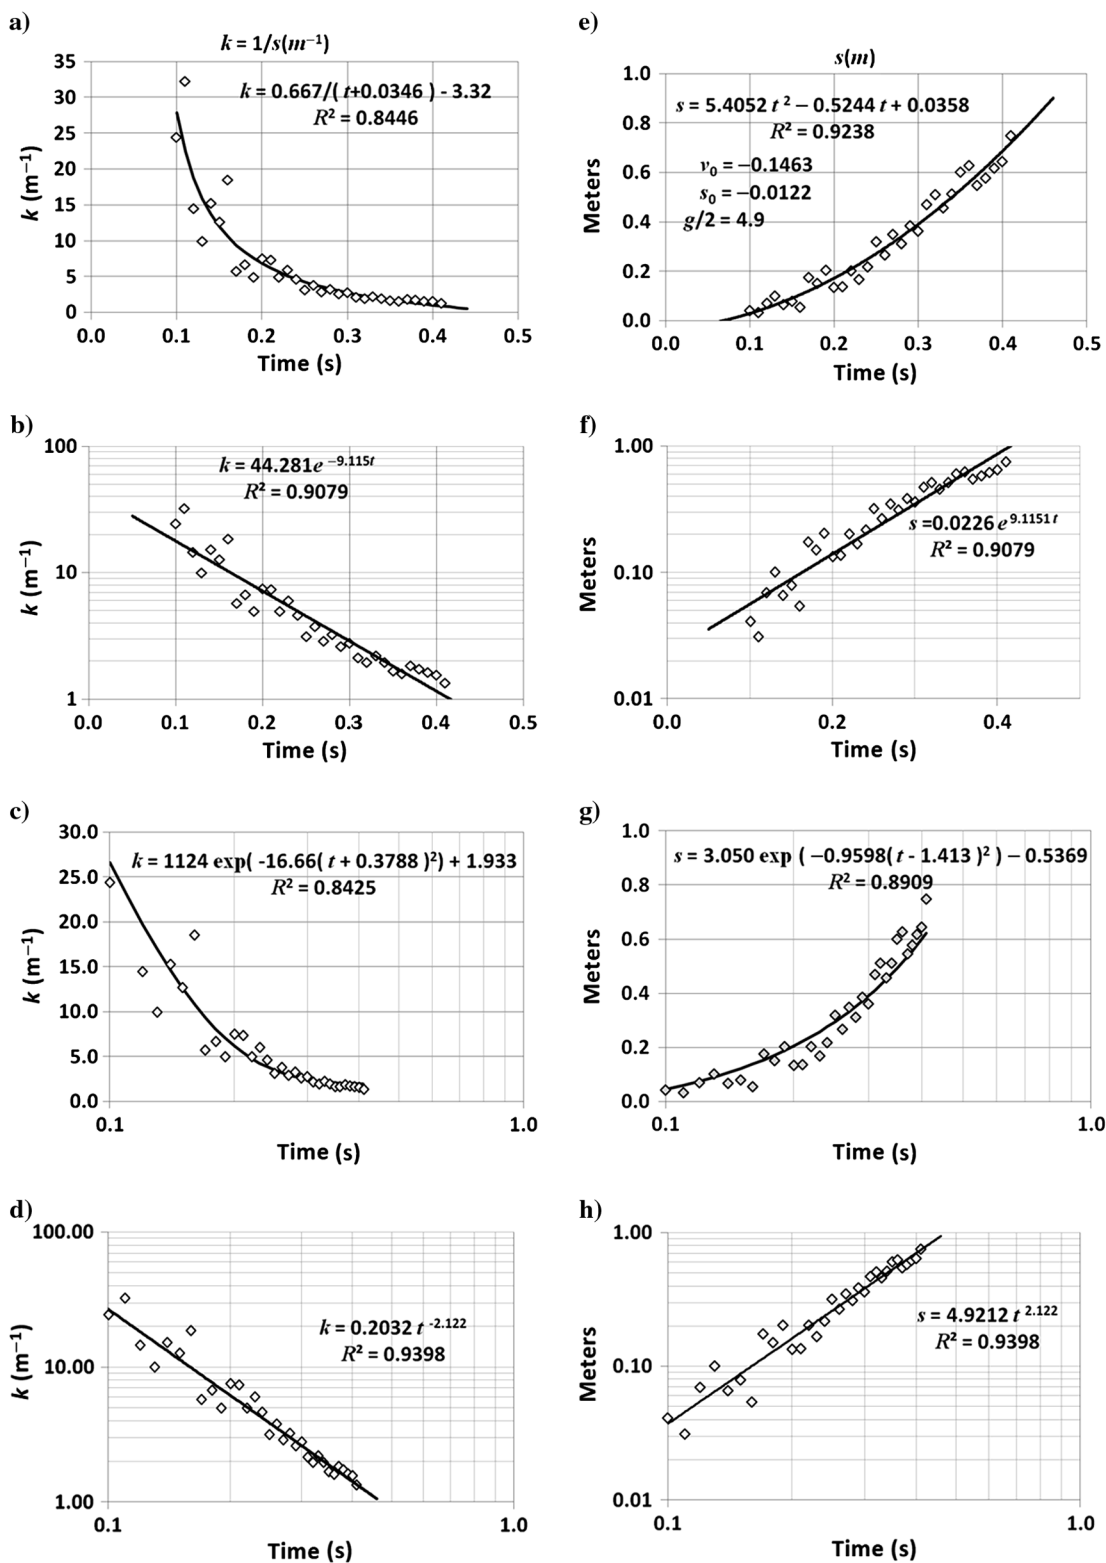 a)
k = 1/s(m⁻¹)
k = 0.667/( t+0.0346 ) - 3.32
R² = 0.8446
k (m⁻¹)
35
30
25
20
15
10
5
0
0.0 0.1 0.2 0.3 0.4 0.5
Time (s)
e)
s(m)
s = 5.4052 t² − 0.5244 t + 0.0358
R² = 0.9238
v₀ = −0.1463
s₀ = −0.0122
g/2 = 4.9
Meters
1.0
0.8
0.6
0.4
0.2
0.0
0.0 0.1 0.2 0.3 0.4 0.5
Time (s)
b)
k = 44.281e⁻⁹·¹¹⁵ᵗ
R² = 0.9079
k (m⁻¹)
100
10
1
0.0 0.1 0.2 0.3 0.4 0.5
Time (s)
f)
s =0.0226 e⁹·¹¹⁵¹ ᵗ
R² = 0.9079
Meters
1.00
0.10
0.01
0.0 0.2 0.4
Time (s)
c)
k = 1124 exp( -16.66( t + 0.3788 )²) + 1.933
R² = 0.8425
k (m⁻¹)
30.0
25.0
20.0
15.0
10.0
5.0
0.0
0.1 1.0
Time (s)
g)
s = 3.050 exp ( −0.9598( t - 1.413 )² ) − 0.5369
R² = 0.8909
Meters
1.0
0.8
0.6
0.4
0.2
0.0
0.1 1.0
Time (s)
d)
k = 0.2032 t ⁻²·¹²²
R² = 0.9398
k (m⁻¹)
100.00
10.00
1.00
0.1 1.0
Time (s)
h)
s = 4.9212 t ²·¹²²
R² = 0.9398
Meters
1.00
0.10
0.01
0.1 1.0
Time (s)